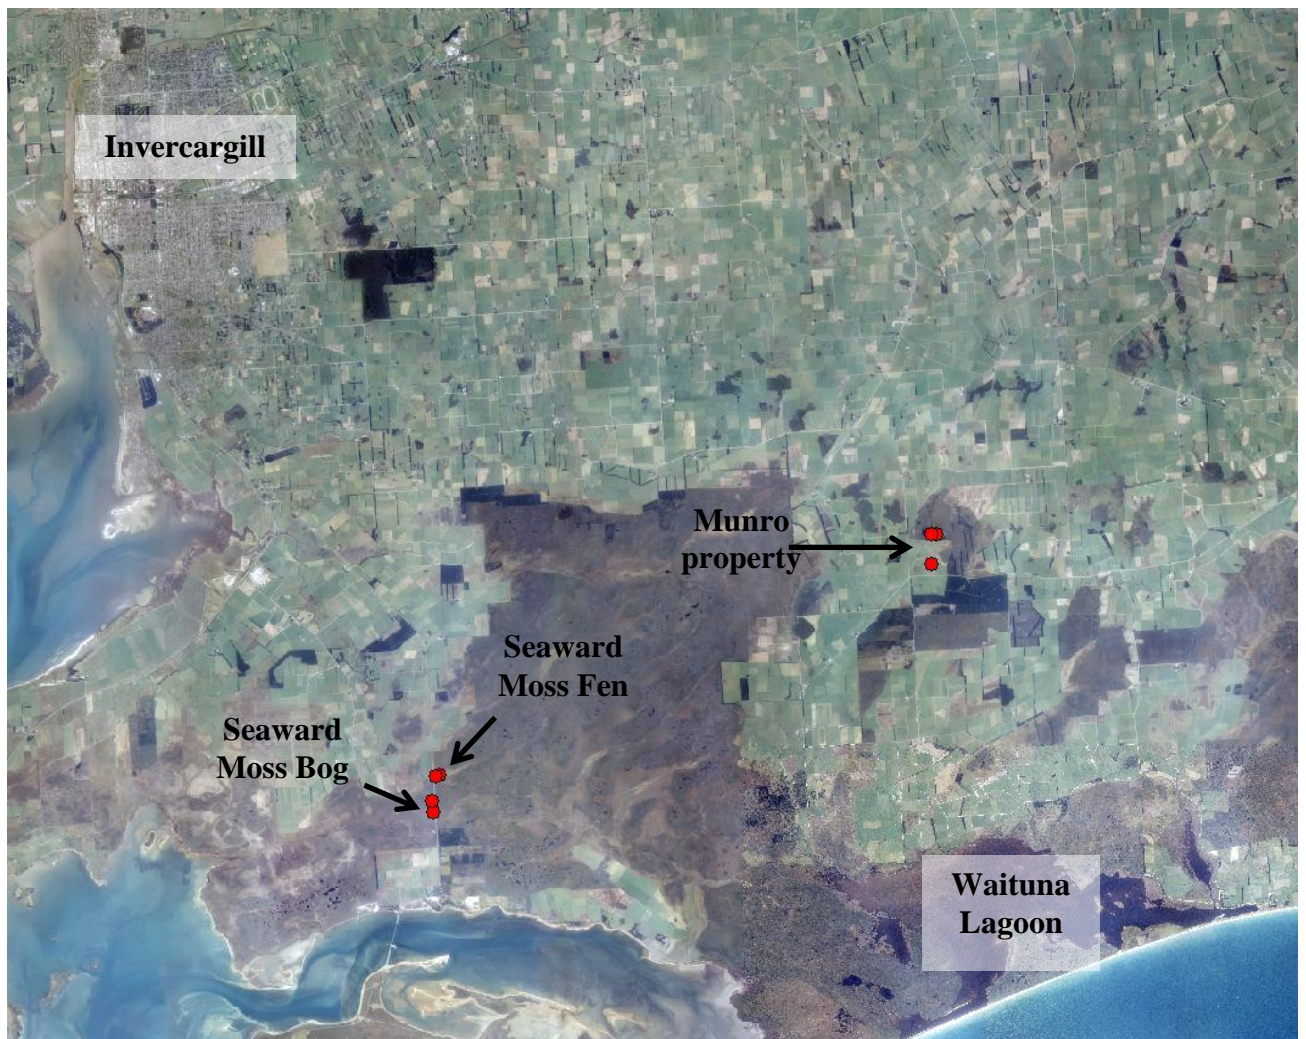 Invercargill
Munro
property
Seaward
Moss Fen
Seaward
Moss Bog
Waituna
Lagoon